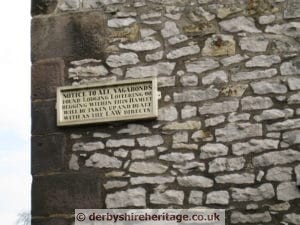 NOTICE TO ALL VAGABONDS
FOUND LODGING LOITERING OR
BEGGING WITHIN THIS HAMLET
WILL BE TAKEN UP AND DEALT
WITH AS THE LAW DIRECTS
© derbyshireheritage.co.uk